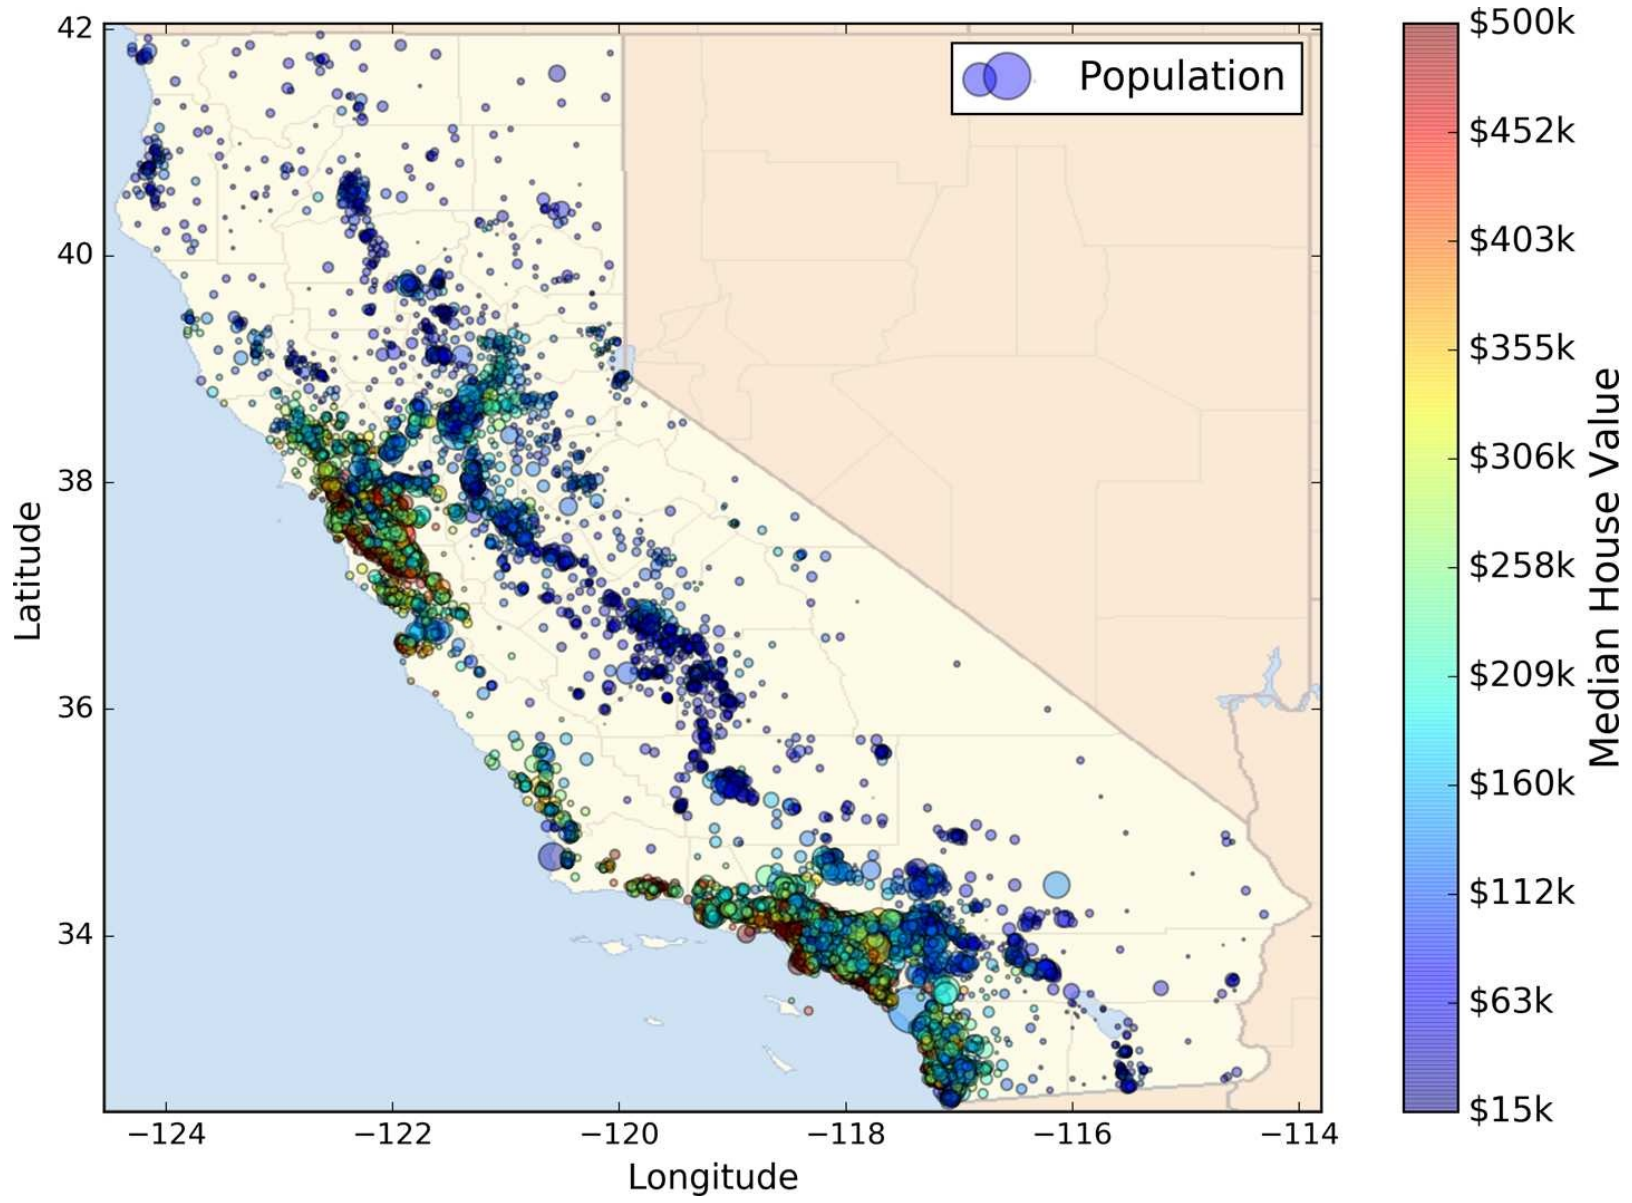 Population
42
40
38
36
34
Latitude
−124
−122
−120
−118
−116
−114
Longitude
$500k
$452k
$403k
$355k
$306k
$258k
$209k
$160k
$112k
$63k
$15k
Median House Value